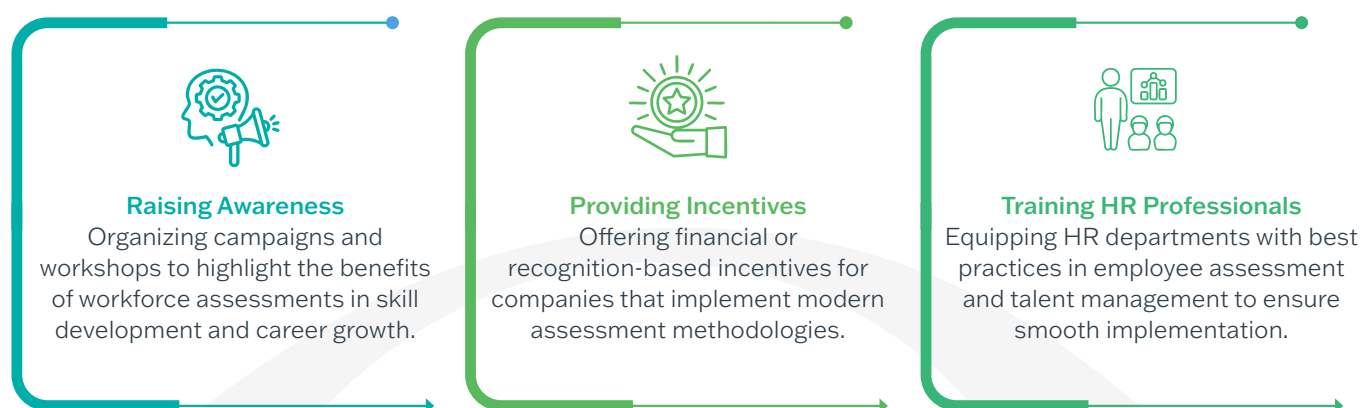 Raising Awareness
Organizing campaigns and
workshops to highlight the benefits
of workforce assessments in skill
development and career growth.
Providing Incentives
Offering financial or
recognition-based incentives for
companies that implement modern
assessment methodologies.
Training HR Professionals
Equipping HR departments with best
practices in employee assessment
and talent management to ensure
smooth implementation.